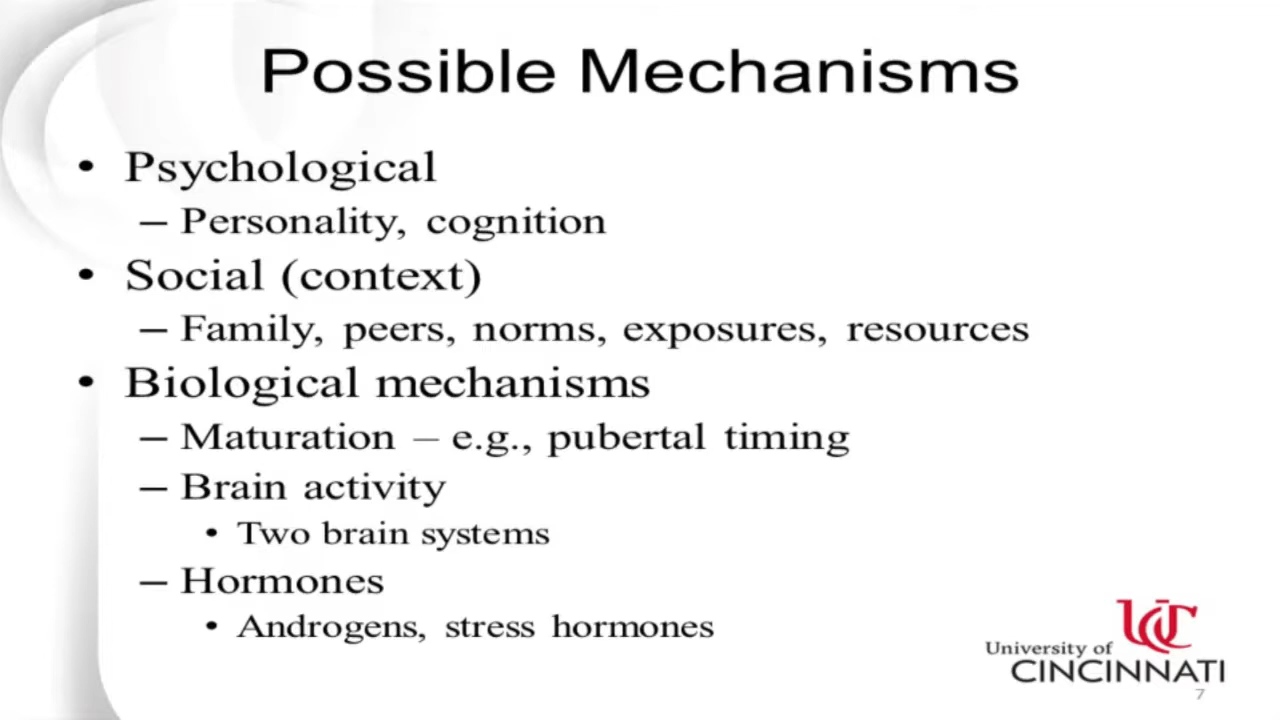 Possible Mechanisms
• Psychological
– Personality, cognition
• Social (context)
– Family, peers, norms, exposures, resources
• Biological mechanisms
– Maturation – e.g., pubertal timing
– Brain activity
• Two brain systems
– Hormones
• Androgens, stress hormones
UC
University of
CINCINNATI
7